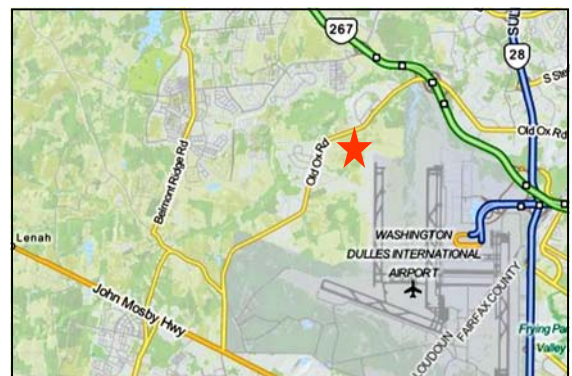 267
SUL
28
S Ste
Old Ox Rd
Old Ox Rd
Belmont Ridge Rd
Lenah
WASHINGTON
DULLES INTERNATIONAL
AIRPORT
John Mosby Hwy
LOUDOUN
FAIRFAX COUNTY
Frying Pa
Valley